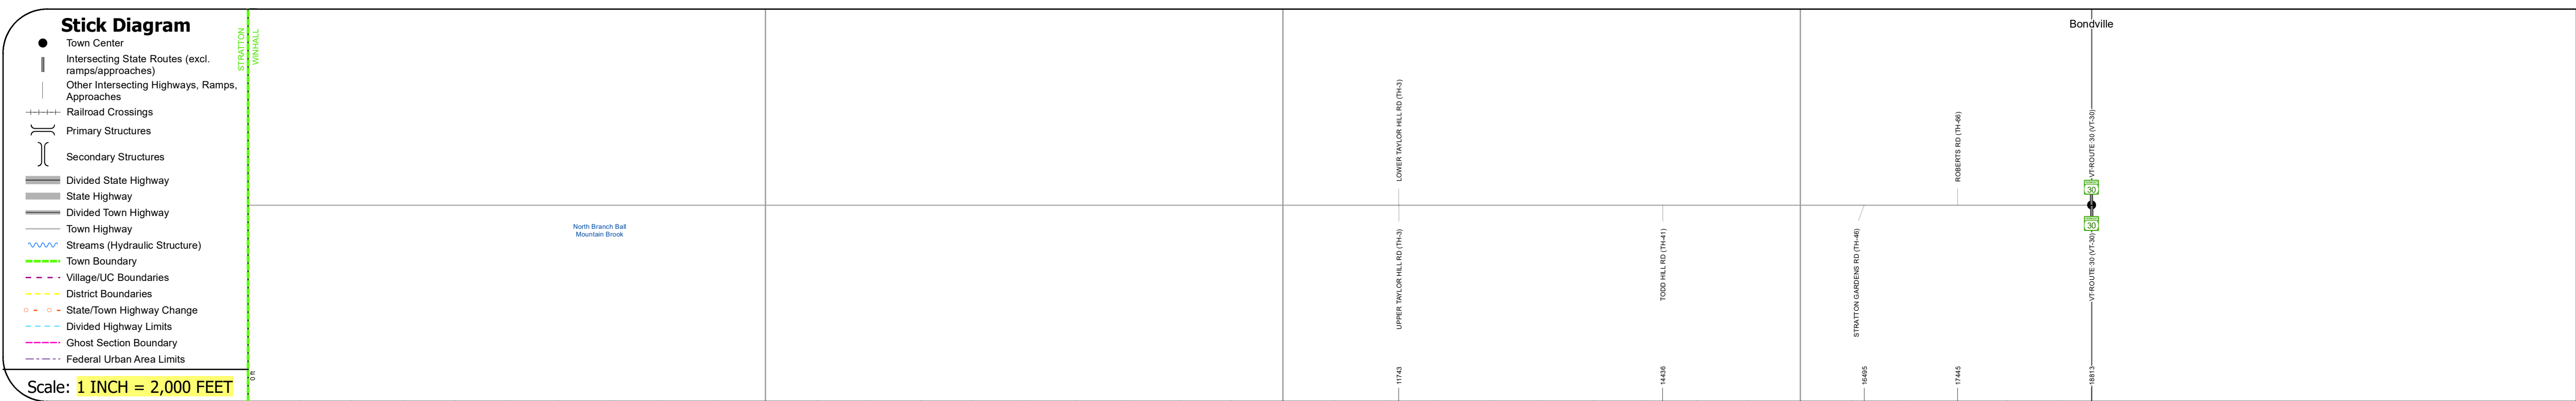 Stick Diagram
Town Center
Intersecting State Routes (excl.
ramps/approaches)
Other Intersecting Highways, Ramps,
Approaches
Railroad Crossings
Primary Structures
Secondary Structures
Divided State Highway
State Highway
Divided Town Highway
Town Highway
Streams (Hydraulic Structure)
Town Boundary
Village/UC Boundaries
District Boundaries
State/Town Highway Change
Divided Highway Limits
Ghost Section Boundary
Federal Urban Area Limits
Scale: 1 INCH = 2,000 FEET
STRATTON
WINHALL
0 ft
North Branch Ball
Mountain Brook
LOWER TAYLOR HILL RD (TH-3)
UPPER TAYLOR HILL RD (TH-3)
11743
TODD HILL RD (TH-41)
14436
STRATTON GARDENS RD (TH-46)
16495
ROBERTS RD (TH-66)
17445
Bondville
VT-ROUTE-30 (VT-30)
30
30
VT-ROUTE-30 (VT-30)
18813